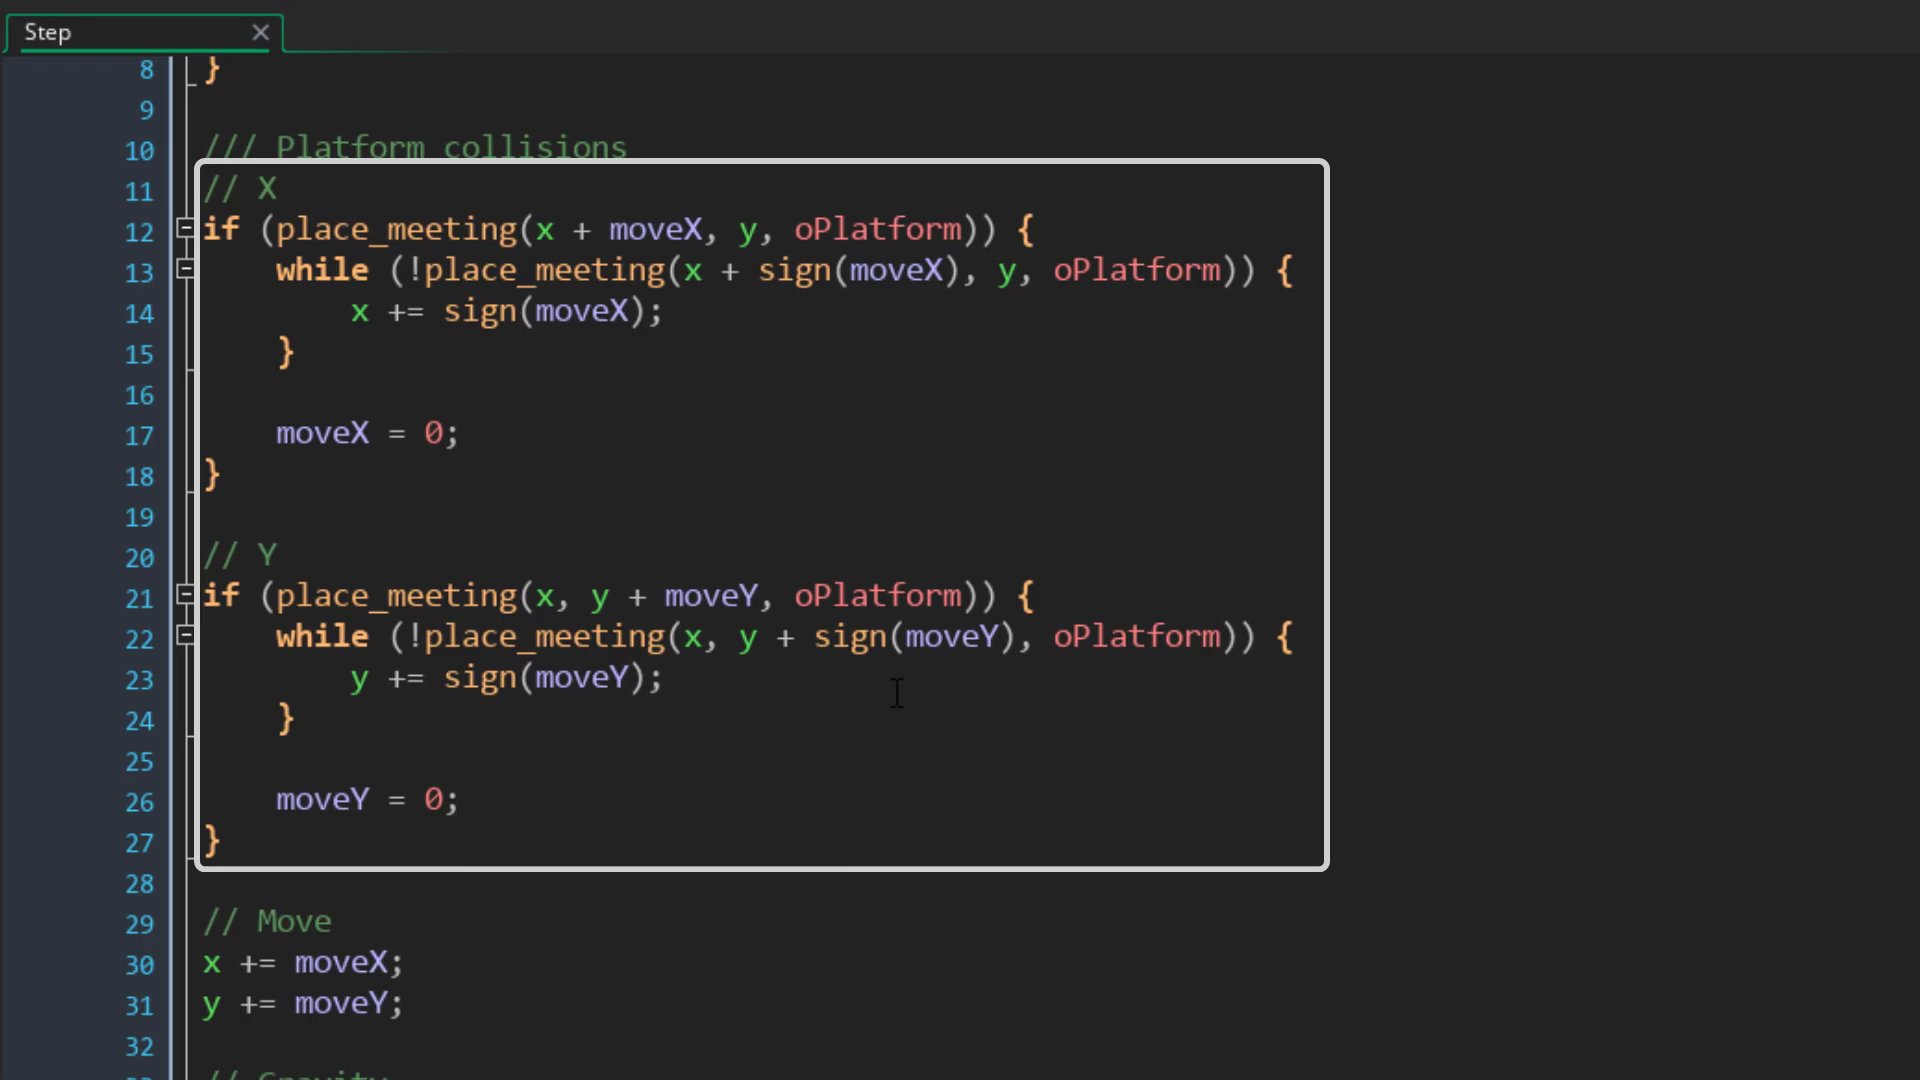 Step
8 }
9
10 /// Platform collisions
11 // X
12 if (place_meeting(x + moveX, y, oPlatform)) {
13 while (!place_meeting(x + sign(moveX), y, oPlatform)) {
14 x += sign(moveX);
15 }
16
17 moveX = 0;
18 }
19
20 // Y
21 if (place_meeting(x, y + moveY, oPlatform)) {
22 while (!place_meeting(x, y + sign(moveY), oPlatform)) {
23 y += sign(moveY);
24 }
25
26 moveY = 0;
27 }
28
29 // Move
30 x += moveX;
31 y += moveY;
32
// Gravity